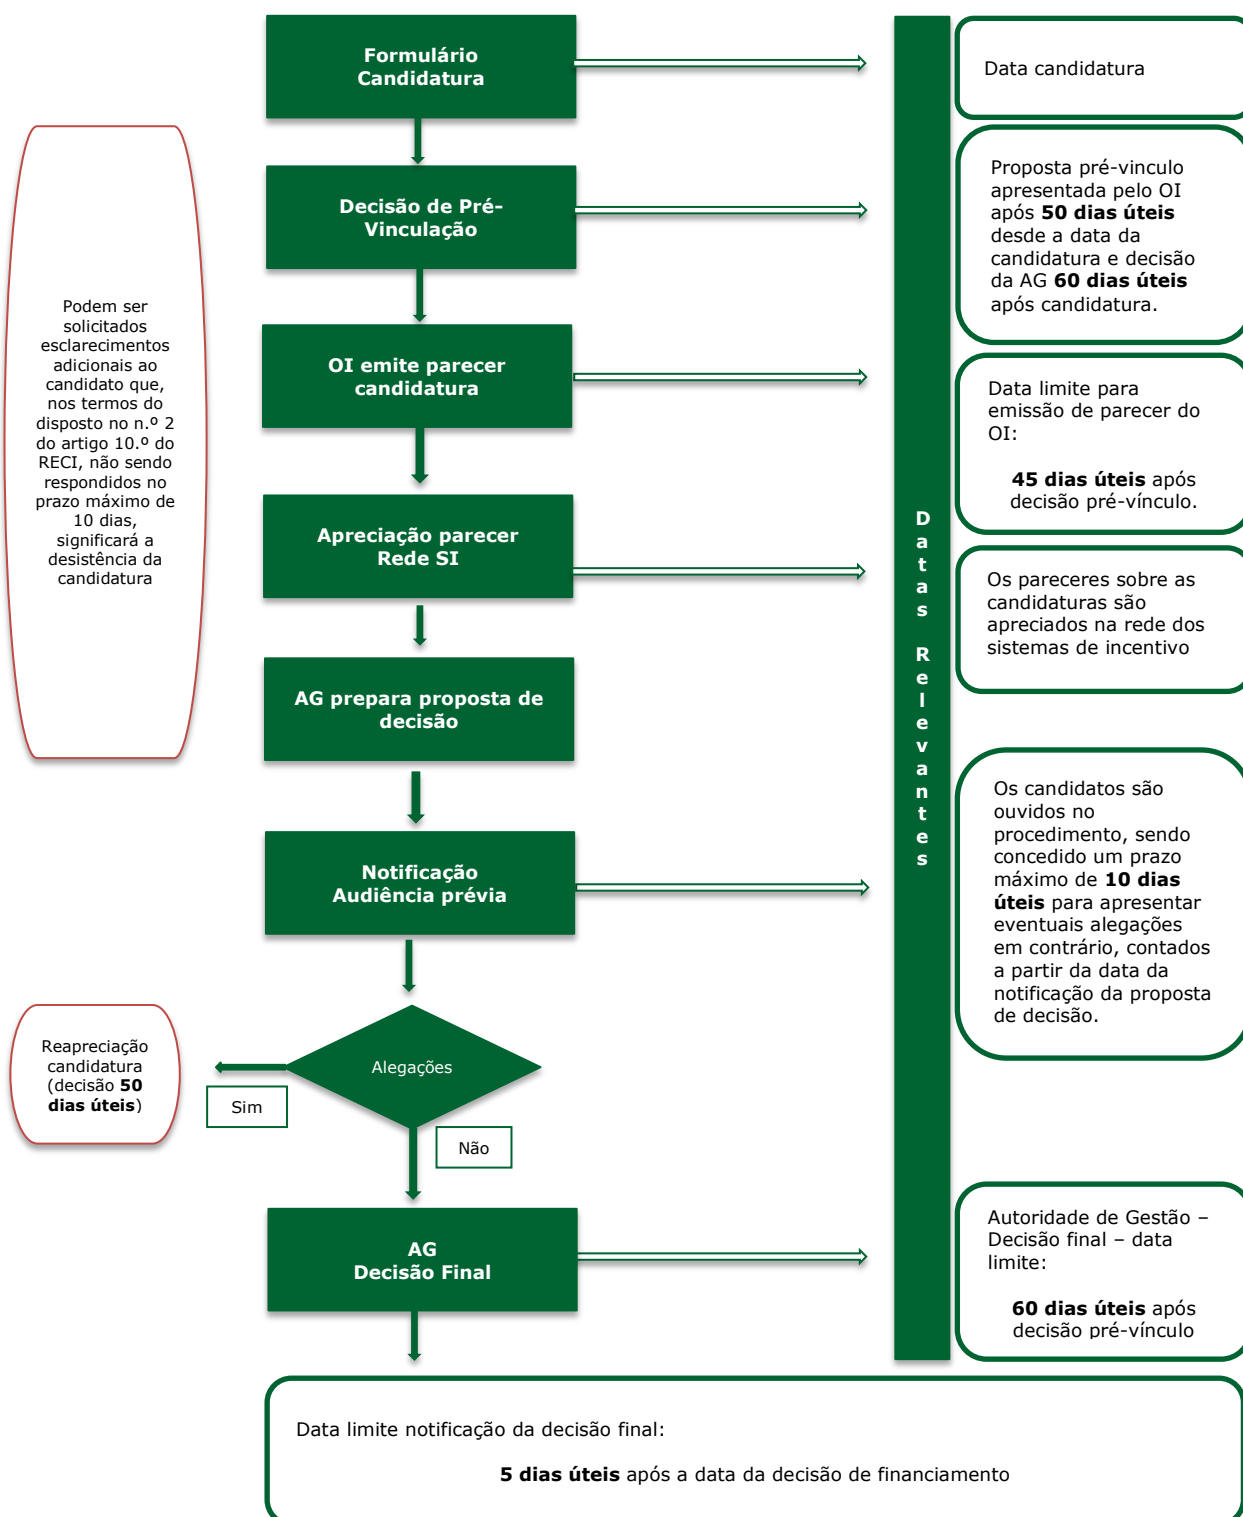 Formulário
Candidatura
Data candidatura
Decisão de Pré-
Vinculação
Proposta pré-vinculo
apresentada pelo OI
após 50 dias úteis
desde a data da
candidatura e decisão
da AG 60 dias úteis
após candidatura.
Podem ser
solicitados
esclarecimentos
adicionais ao
candidato que,
nos termos do
disposto no n.º 2
do artigo 10.º do
RECI, não sendo
respondidos no
prazo máximo de
10 dias,
significará a
desistência da
candidatura
OI emite parecer
candidatura
Data limite para
emissão de parecer do
OI:
45 dias úteis após
decisão pré-vínculo.
Apreciação parecer
Rede SI
Os pareceres sobre as
candidaturas são
apreciados na rede dos
sistemas de incentivo
D
a
t
a
s
R
e
l
e
v
a
n
t
e
s
AG prepara proposta de
decisão
Notificação
Audiência prévia
Os candidatos são
ouvidos no
procedimento, sendo
concedido um prazo
máximo de 10 dias
úteis para apresentar
eventuais alegações
em contrário, contados
a partir da data da
notificação da proposta
de decisão.
Alegações
Reapreciação
candidatura
(decisão 50
dias úteis)
Sim
Não
AG
Decisão Final
Autoridade de Gestão –
Decisão final – data
limite:
60 dias úteis após
decisão pré-vínculo
Data limite notificação da decisão final:
5 dias úteis após a data da decisão de financiamento